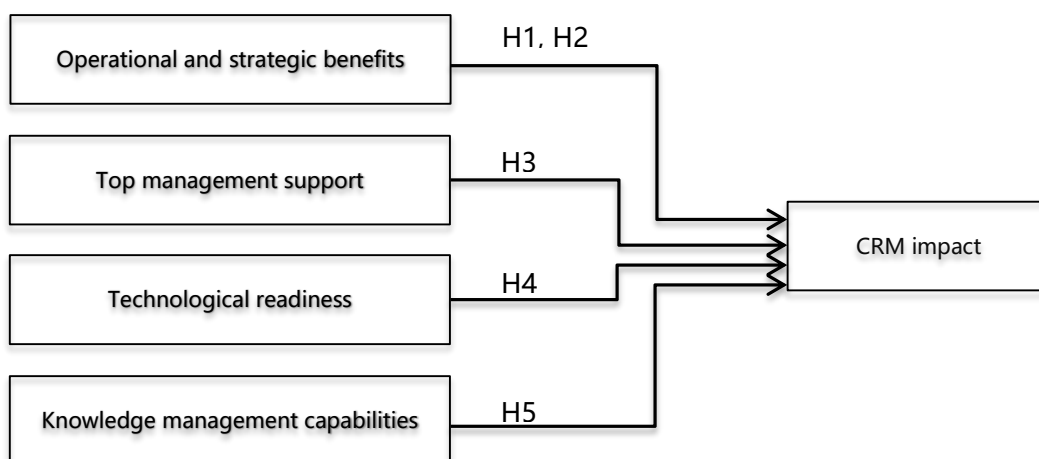 Operational and strategic benefits
H1, H2
Top management support
H3
CRM impact
Technological readiness
H4
Knowledge management capabilities
H5